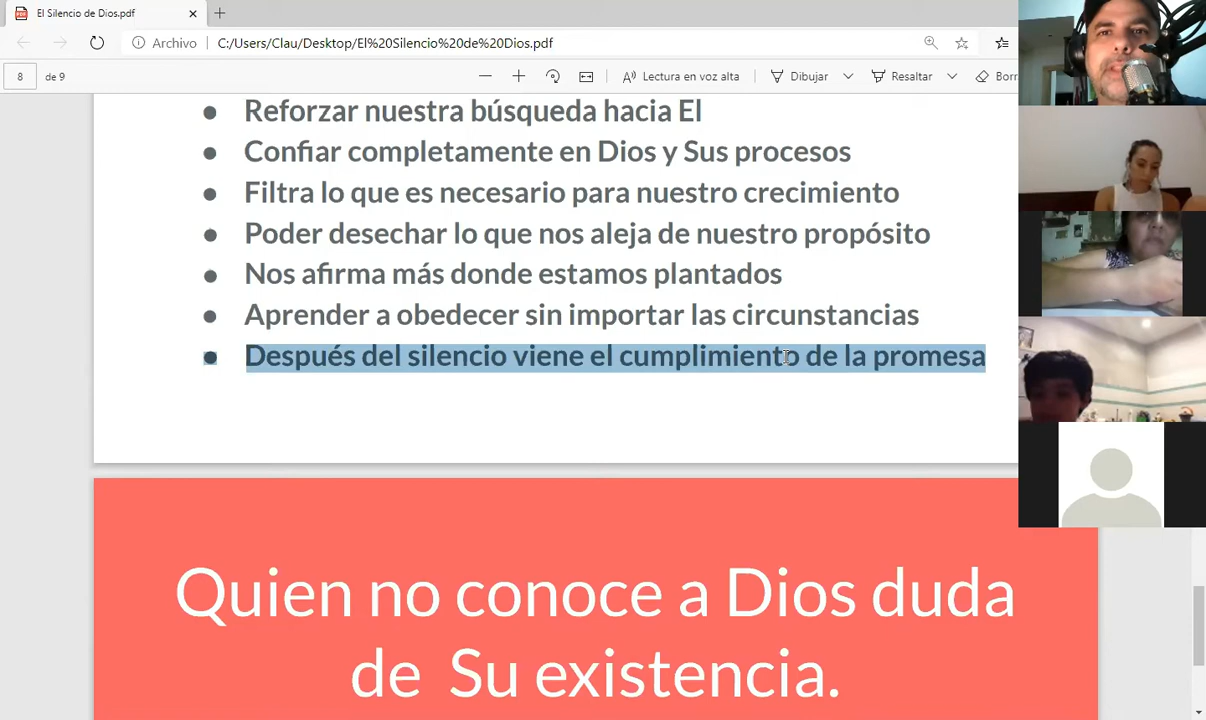 El Silencio de Dios.pdf
Archivo
C:/Users/Clau/Desktop/El%20Silencio%20de%20Dios.pdf
8
de 9
Lectura en voz alta
Dibujar
Resaltar
Borr
Reforzar nuestra búsqueda hacia El
Confiar completamente en Dios y Sus procesos
Filtra lo que es necesario para nuestro crecimiento
Poder desechar lo que nos aleja de nuestro propósito
Nos afirma más donde estamos plantados
Aprender a obedecer sin importar las circunstancias
Después del silencio viene el cumplimiento de la promesa
Quien no conoce a Dios duda
de Su existencia.